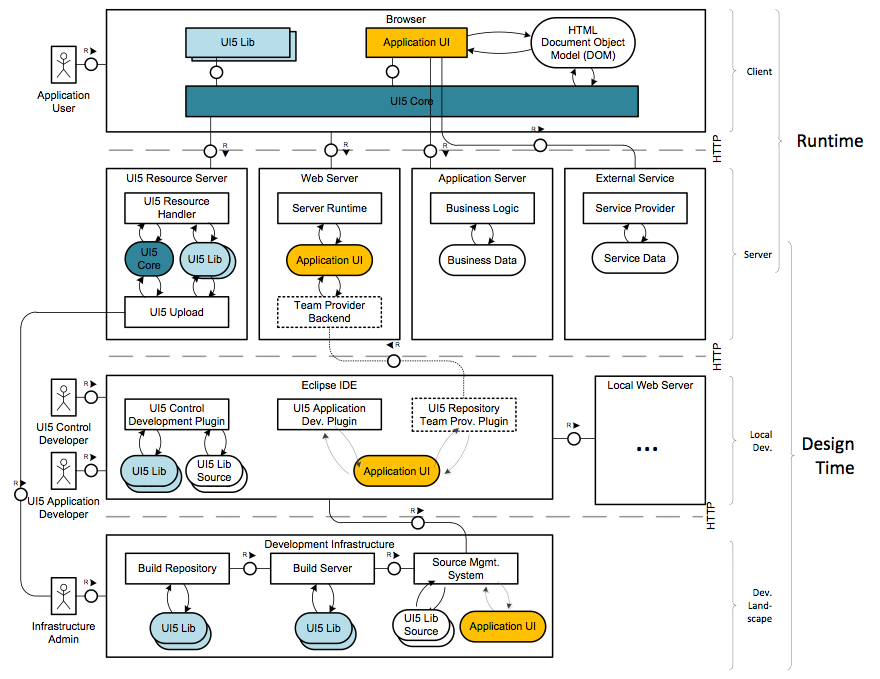 Browser
UI5 Lib
Application UI
HTML
Document Object
Model (DOM)
R
Application
User
UI5 Core
Client
Runtime
R
R
R
R
HTTP
UI5 Resource Server
Web Server
Application Server
External Service
UI5 Resource
Handler
Server Runtime
Business Logic
Service Provider
UI5
Core
UI5 Lib
Application UI
Business Data
Service Data
Server
UI5 Upload
Team Provider
Backend
R
HTTP
Eclipse IDE
Local Web Server
R
UI5 Control
Developer
UI5 Control
Development Plugin
UI5 Application
Dev. Plugin
UI5 Repository
Team Prov. Plugin
R
...
Local
Dev.
Design
Time
R
UI5 Lib
UI5 Lib
Source
Application UI
R
UI5 Application
Developer
R
HTTP
Development Infrastructure
Build Repository
R
Build Server
R
Source Mgmt.
System
R
Infrastructure
Admin
UI5 Lib
UI5 Lib
UI5 Lib
Source
Application UI
Dev.
Land-
scape